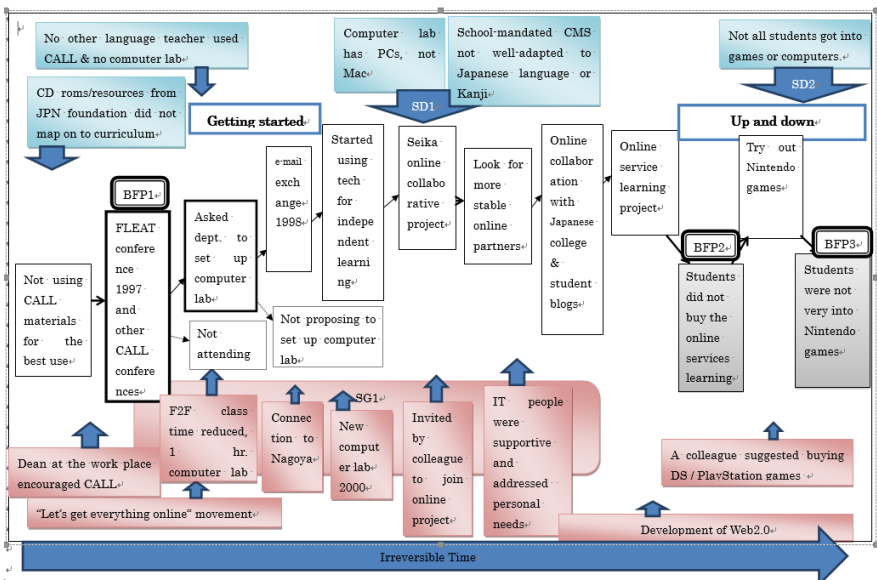 No other language teacher used
CALL & no computer lab
Computer lab
has PCs, not
Mac
School-mandated CMS
not well-adapted to
Japanese language or
Kanji
Not all students got into
games or computers.
CD roms/resources from
JPN foundation did not
map on to curriculum
SD1
SD2
Getting started
Up and down
BFP1
e-mail
exch
ange
1998
Started
using
tech
for
indepe
ndent
learni
ng
Seika
online
collabo
rative
project
Look for
more
stable
online
partners
Online
collabor
ation
with
Japanese
college
&
student
blogs
Online
service
learning
project
Try out
Nintendo
games
BFP2
BFP3
Not using
CALL
materials
for the
best use
FLEAT
confere
nce
1997
and
other
CALL
confere
nces
Asked
dept. to
set up
computer
lab
Not
attending
Not proposing to
set up computer
lab
Students
did not
buy the
online
services
learning
Students
were not
very into
Nintendo
games
SG1
F2F class
time reduced,
1 hr.
computer lab
Connec
tion to
Nagoya
New
comput
er lab
2000
Invited
by
colleague
to join
online
project
IT people
were
supportive
and
addressed
personal
needs
Dean at the work place
encouraged CALL
A colleague suggested buying
DS / PlayStation games
“Let’s get everything online” movement
Development of Web2.0
Irreversible Time